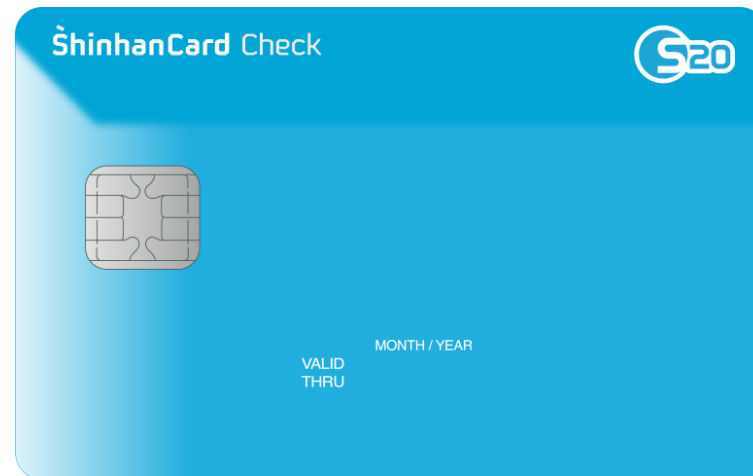 ShinhanCard Check
S20
MONTH / YEAR
VALID
THRU